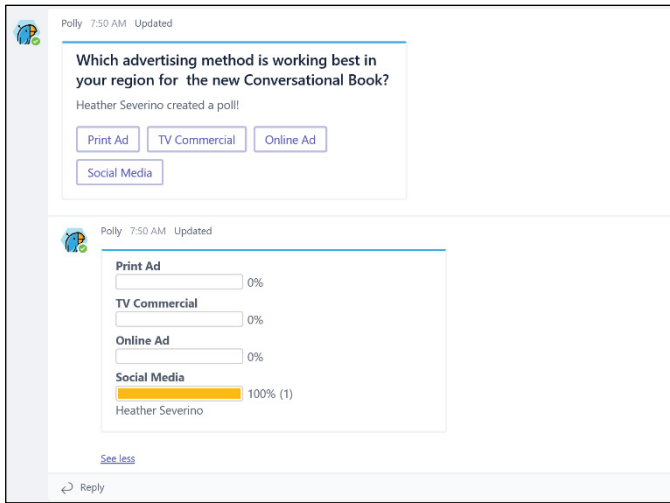 Polly 7:50 AM Updated
Which advertising method is working best in
your region for the new Conversational Book?
Heather Severino created a poll!
Print Ad TV Commercial Online Ad
Social Media
Polly 7:50 AM Updated
Print Ad
0%
TV Commercial
0%
Online Ad
0%
Social Media
100% (1)
Heather Severino
See less
Reply